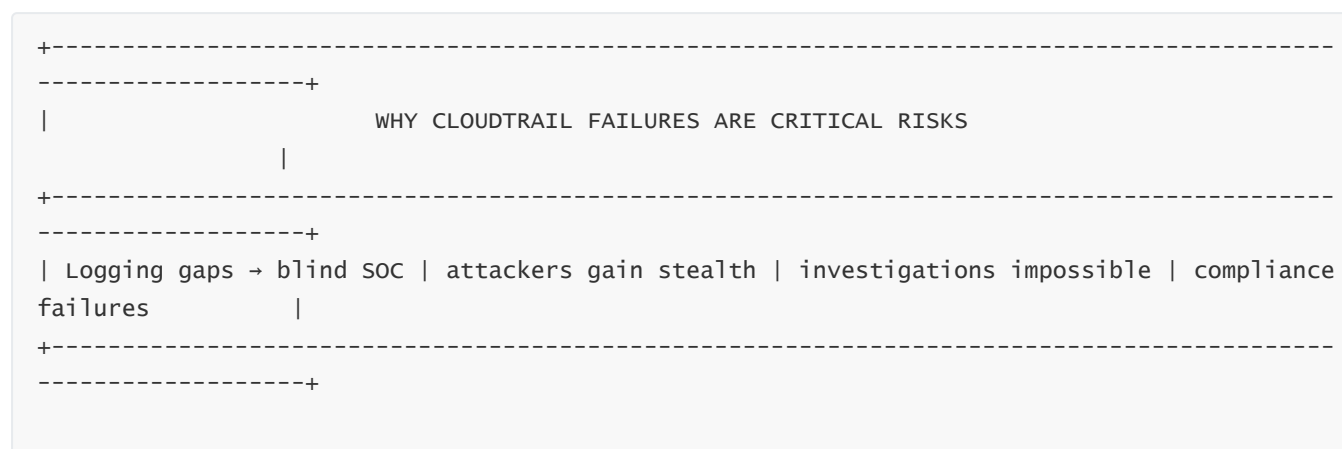 +-------------------------------------------------------------------------------------------
-------------------+
| WHY CLOUDTRAIL FAILURES ARE CRITICAL RISKS
|
+-------------------------------------------------------------------------------------------
-------------------+
| Logging gaps → blind SOC | attackers gain stealth | investigations impossible | compliance
failures |
+-------------------------------------------------------------------------------------------
-------------------+